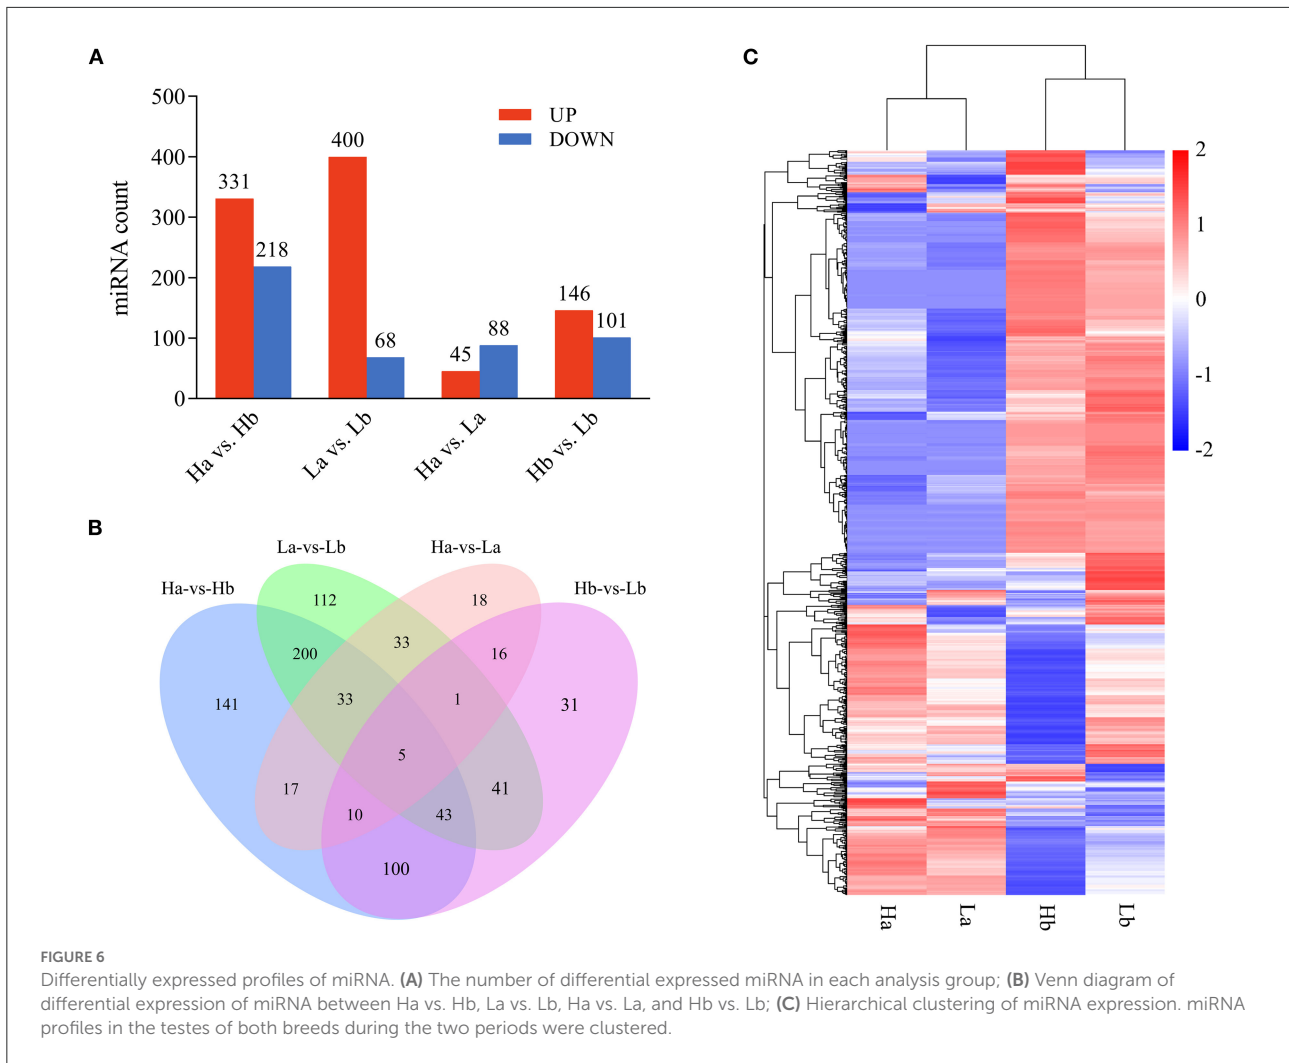 A
500
400
300
200
100
0
miRNA count
UP
DOWN
331
218
400
68
45
88
146
101
Ha vs. Hb
La vs. Lb
Ha vs. La
Hb vs. Lb
B
La-vs-Lb
Ha-vs-La
Ha-vs-Hb
Hb-vs-Lb
112
18
200
33
16
141
33
1
31
5
17
10
43
41
100
C
2
1
0
-1
-2
Ha
La
Hb
Lb
FIGURE 6
Differentially expressed profiles of miRNA. (A) The number of differential expressed miRNA in each analysis group; (B) Venn diagram of
differential expression of miRNA between Ha vs. Hb, La vs. Lb, Ha vs. La, and Hb vs. Lb; (C) Hierarchical clustering of miRNA expression. miRNA
profiles in the testes of both breeds during the two periods were clustered.